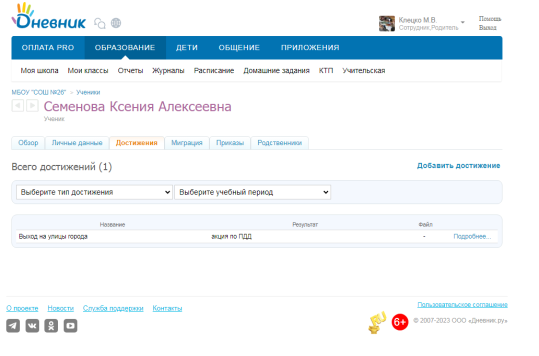 Дневник
Клецко М.В.
Сотрудник,Родитель
Помощь
Выход
ОПЛАТА PRO ОБРАЗОВАНИЕ ДЕТИ ОБЩЕНИЕ ПРИЛОЖЕНИЯ
Моя школа Мои классы Отчеты Журналы Расписание Домашние задания КТП Учительская
МБОУ "СОШ №26" > Ученики
Семенова Ксения Алексеевна
Ученик
Обзор Личные данные Достижения Миграция Приказы Родственники
Всего достижений (1) Добавить достижение
Выберите тип достижения Выберите учебный период
Название Результат Файл
Выход на улицы города акция по ПДД - Подробнее...
О проекте Новости Служба поддержки Контакты Пользовательское соглашение
RU 6+ © 2007-2023 ООО «Дневник.ру»